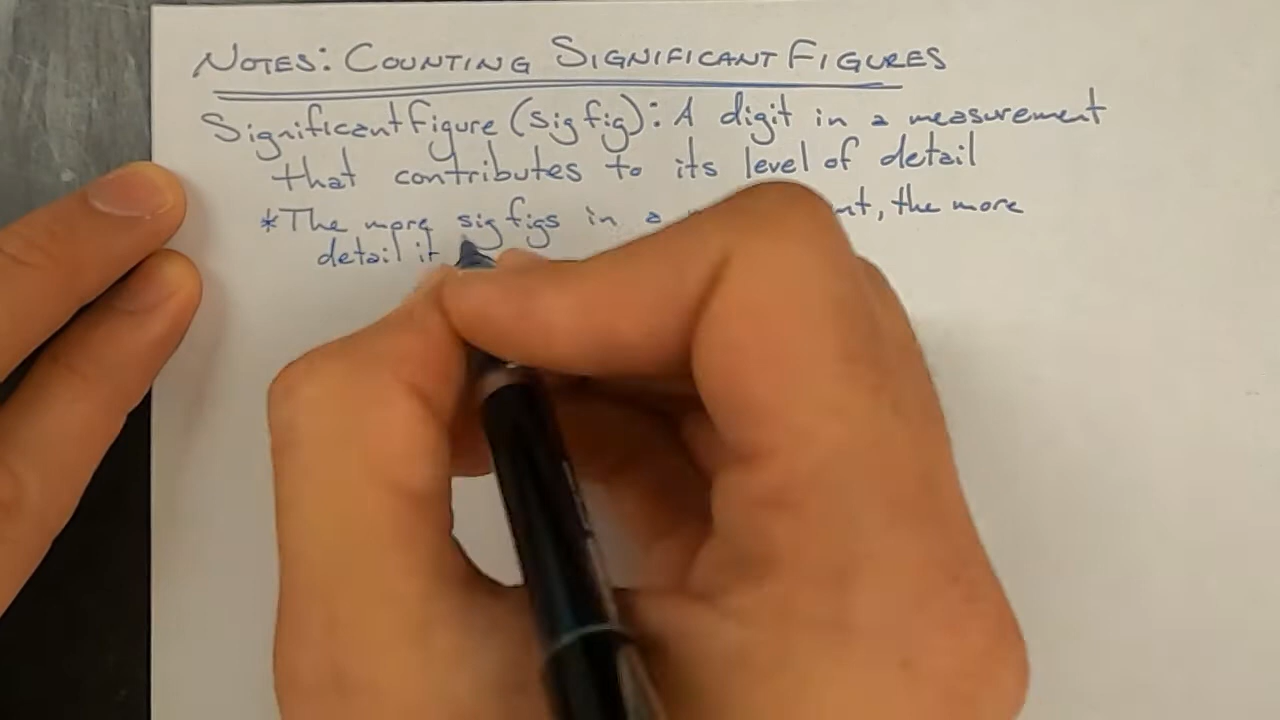 NOTES: COUNTING SIGNIFICANT FIGURES
Significant Figure (sig fig): A digit in a measurement
that contributes to its level of detail
*The more sig figs in a the more
detail it